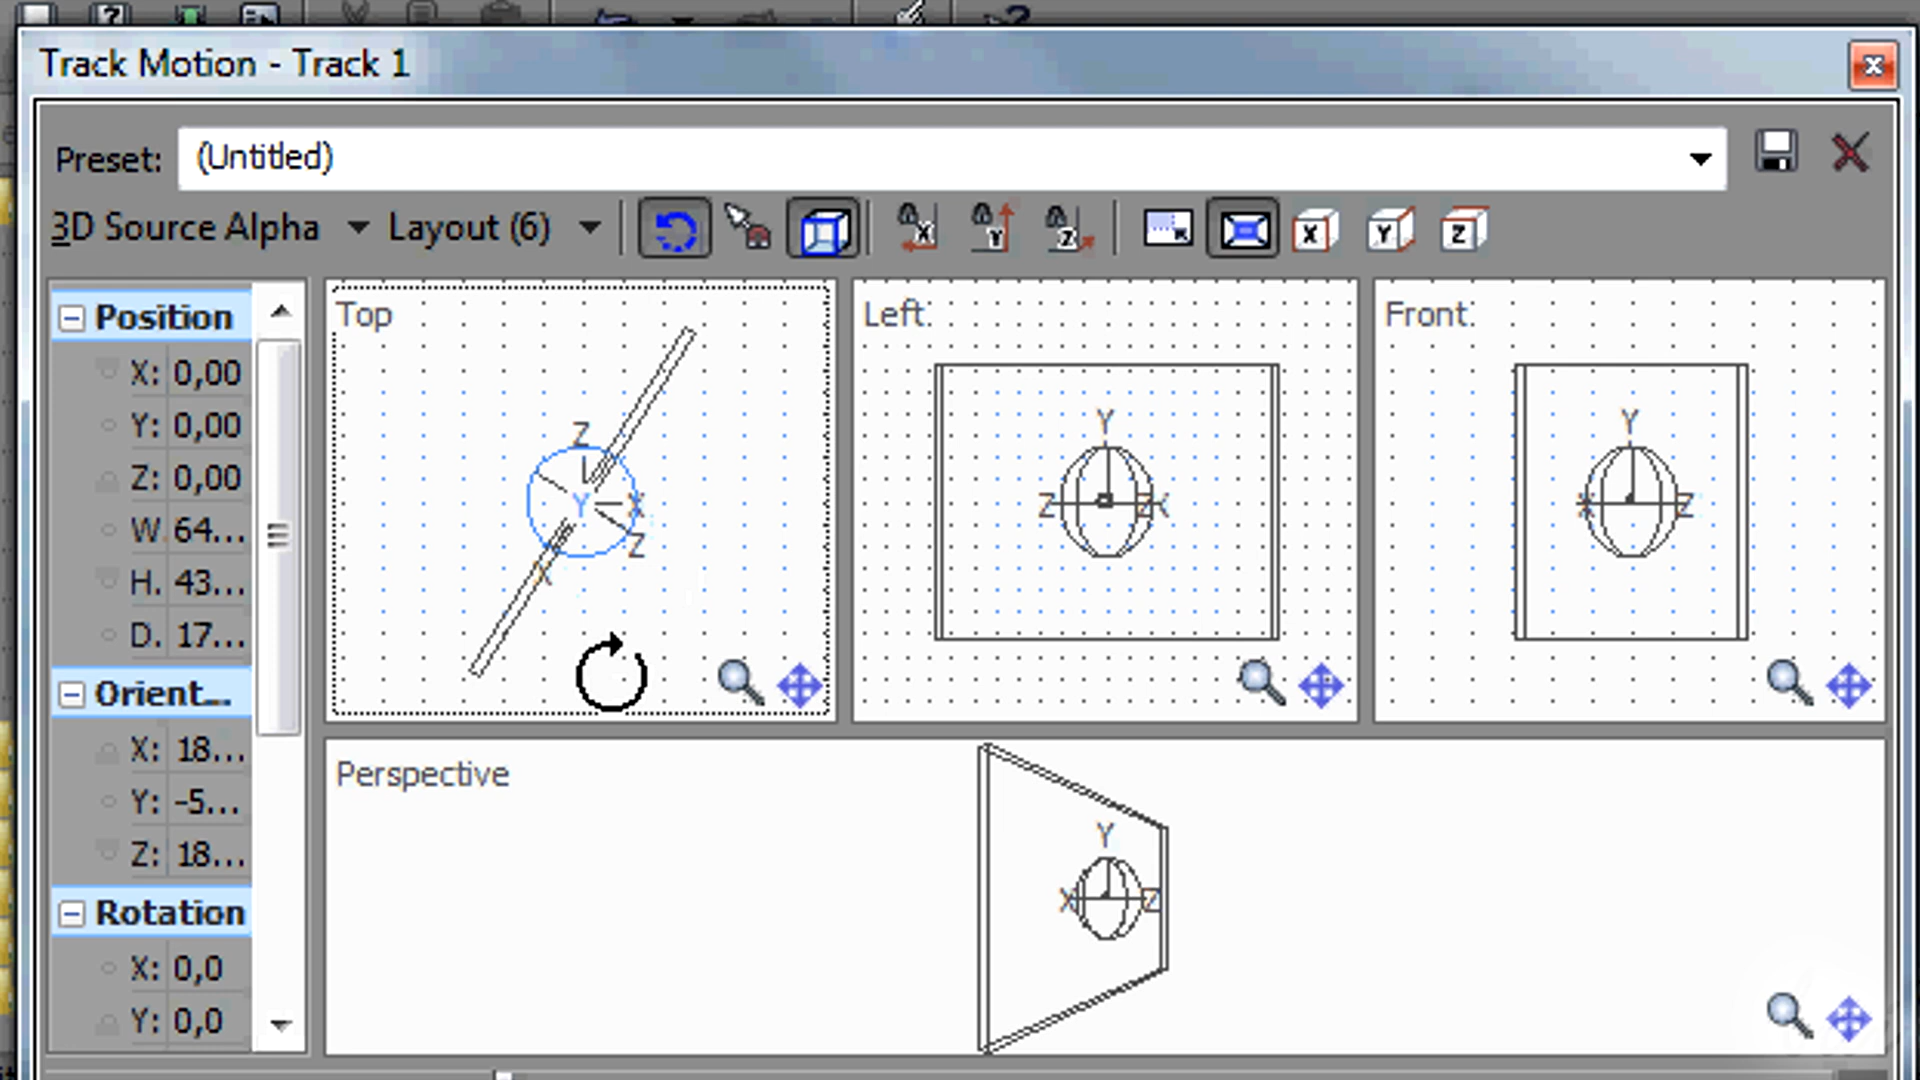 Track Motion - Track 1
Preset: (Untitled)
3D Source Alpha Layout (6) X Y Z X Y Z
Position
X: 0,00
Y: 0,00
Z: 0,00
W. 64...
H. 43...
D. 17...
Orient...
X: 18...
Y: -5...
Z: 18...
Rotation
X: 0,0
Y: 0,0
Top
Z
Y X
Z
X
Left
Y
Z Z X
Front
Y
X Z
Perspective
Y
X Z